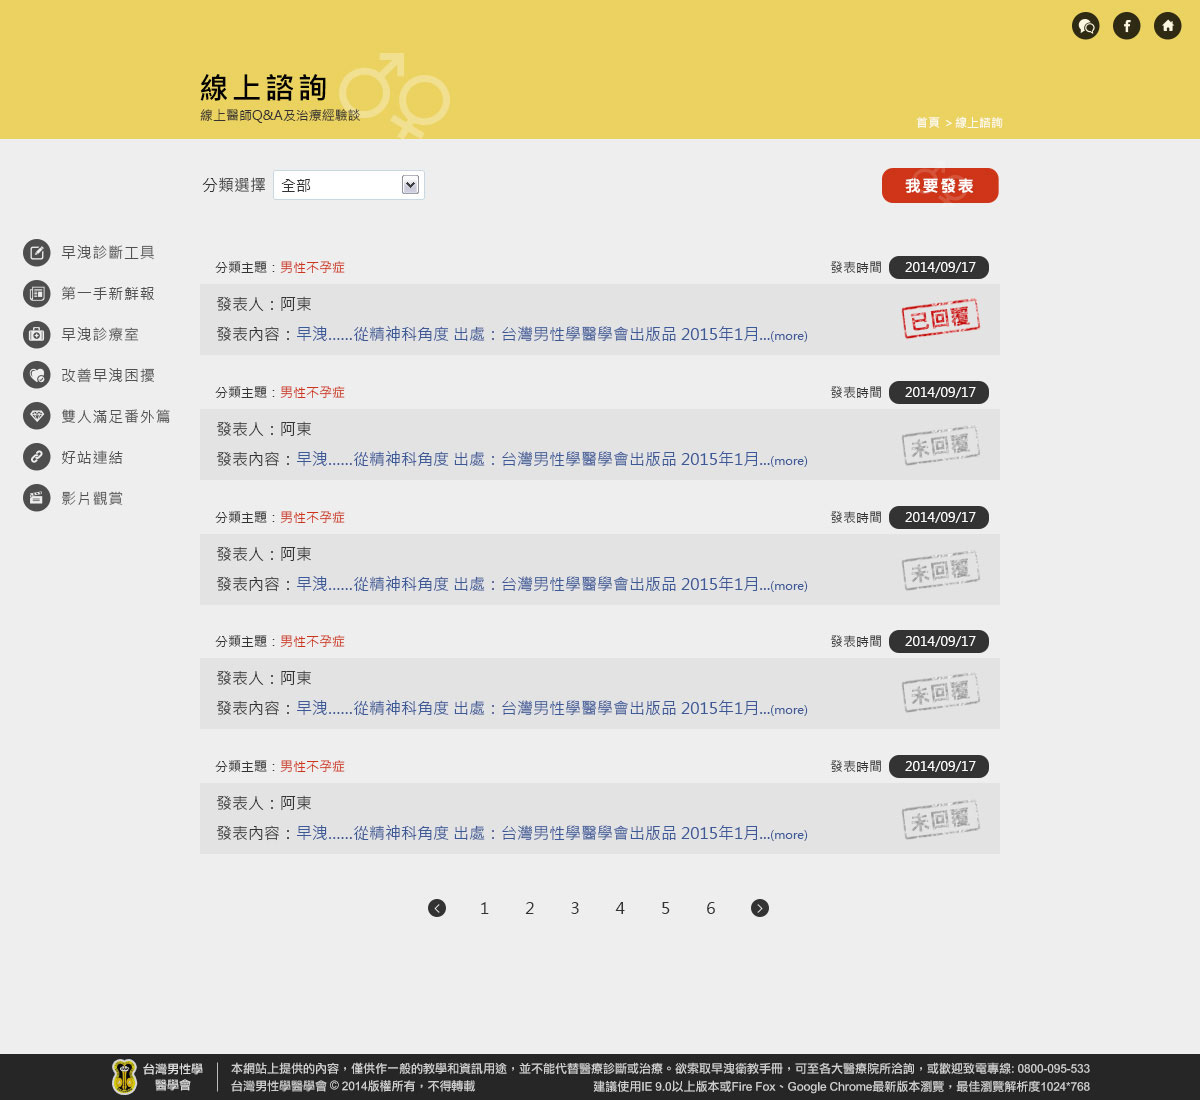 線上諮詢
線上醫師Q&A及治療經驗談
首頁 > 線上諮詢
分類選擇 全部
我要發表
早洩診斷工具
第一手新鮮報
早洩診療室
改善早洩困擾
雙人滿足番外篇
好站連結
影片觀賞
分類主題：男性不孕症 發表時間 2014/09/17
發表人：阿東
已回覆
發表內容：早洩......從精神科角度 出處：台灣男性學醫學會出版品 2015年1月...(more)
分類主題：男性不孕症 發表時間 2014/09/17
發表人：阿東
未回覆
發表內容：早洩......從精神科角度 出處：台灣男性學醫學會出版品 2015年1月...(more)
分類主題：男性不孕症 發表時間 2014/09/17
發表人：阿東
未回覆
發表內容：早洩......從精神科角度 出處：台灣男性學醫學會出版品 2015年1月...(more)
分類主題：男性不孕症 發表時間 2014/09/17
發表人：阿東
未回覆
發表內容：早洩......從精神科角度 出處：台灣男性學醫學會出版品 2015年1月...(more)
分類主題：男性不孕症 發表時間 2014/09/17
發表人：阿東
未回覆
發表內容：早洩......從精神科角度 出處：台灣男性學醫學會出版品 2015年1月...(more)
1 2 3 4 5 6
台灣男性學
醫學會
本網站上提供的內容，僅供作一般的教學和資訊用途，並不能代替醫療診斷或治療。欲索取早洩衛教手冊，可至各大醫療院所洽詢，或歡迎致電專線: 0800-095-533
台灣男性學醫學會 © 2014版權所有，不得轉載 建議使用IE 9.0以上版本或Fire Fox、Google Chrome最新版本瀏覽，最佳瀏覽解析度1024*768